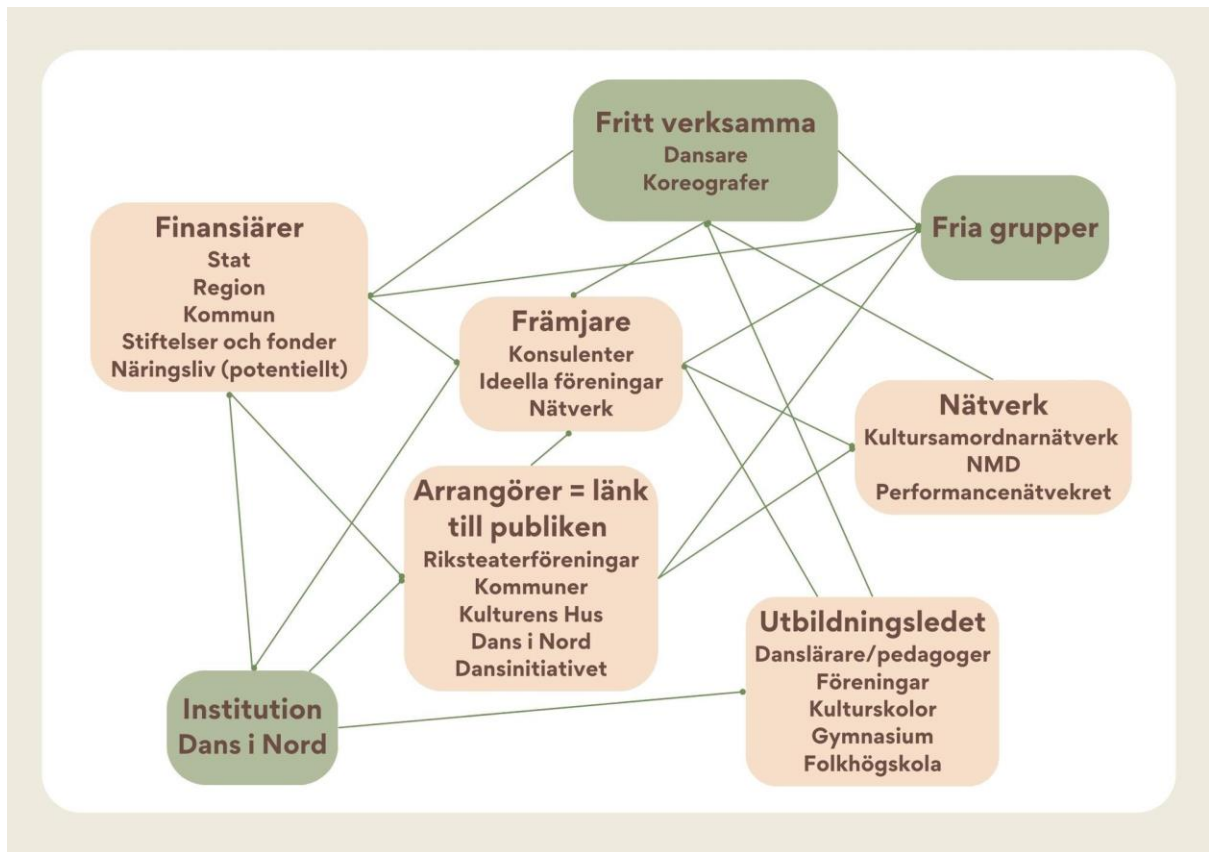 Fritt verksamma
Dansare
Koreografer
Fria grupper
Finansiärer
Stat
Region
Kommun
Stiftelser och fonder
Näringsliv (potentiellt)
Främjare
Konsulenter
Ideella föreningar
Nätverk
Nätverk
Kultursamordnarnätverk
NMD
Performancenätvekret
Arrangörer = länk
till publiken
Riksteaterföreningar
Kommuner
Kulturens Hus
Dans i Nord
Dansinitiativet
Utbildningsledet
Danslärare/pedagoger
Föreningar
Kulturskolor
Gymnasium
Folkhögskola
Institution
Dans i Nord